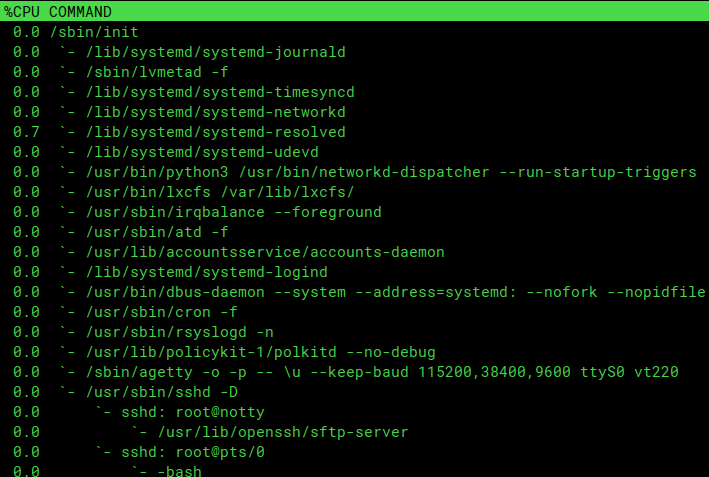 %CPU COMMAND
0.0 /sbin/init
0.0 `- /lib/systemd/systemd-journald
0.0 `- /sbin/lvmetad -f
0.0 `- /lib/systemd/systemd-timesyncd
0.0 `- /lib/systemd/systemd-networkd
0.7 `- /lib/systemd/systemd-resolved
0.0 `- /lib/systemd/systemd-udevd
0.0 `- /usr/bin/python3 /usr/bin/networkd-dispatcher --run-startup-triggers
0.0 `- /usr/bin/lxcfs /var/lib/lxcfs/
0.0 `- /usr/sbin/irqbalance --foreground
0.0 `- /usr/sbin/atd -f
0.0 `- /usr/lib/accountsservice/accounts-daemon
0.0 `- /lib/systemd/systemd-logind
0.0 `- /usr/bin/dbus-daemon --system --address=systemd: --nofork --nopidfile
0.0 `- /usr/sbin/cron -f
0.0 `- /usr/sbin/rsyslogd -n
0.0 `- /usr/lib/policykit-1/polkitd --no-debug
0.0 `- /sbin/agetty -o -p -- \u --keep-baud 115200,38400,9600 ttyS0 vt220
0.0 `- /usr/sbin/sshd -D
0.0 `- sshd: root@notty
0.0 `- /usr/lib/openssh/sftp-server
0.0 `- sshd: root@pts/0
0.0 `- -bash